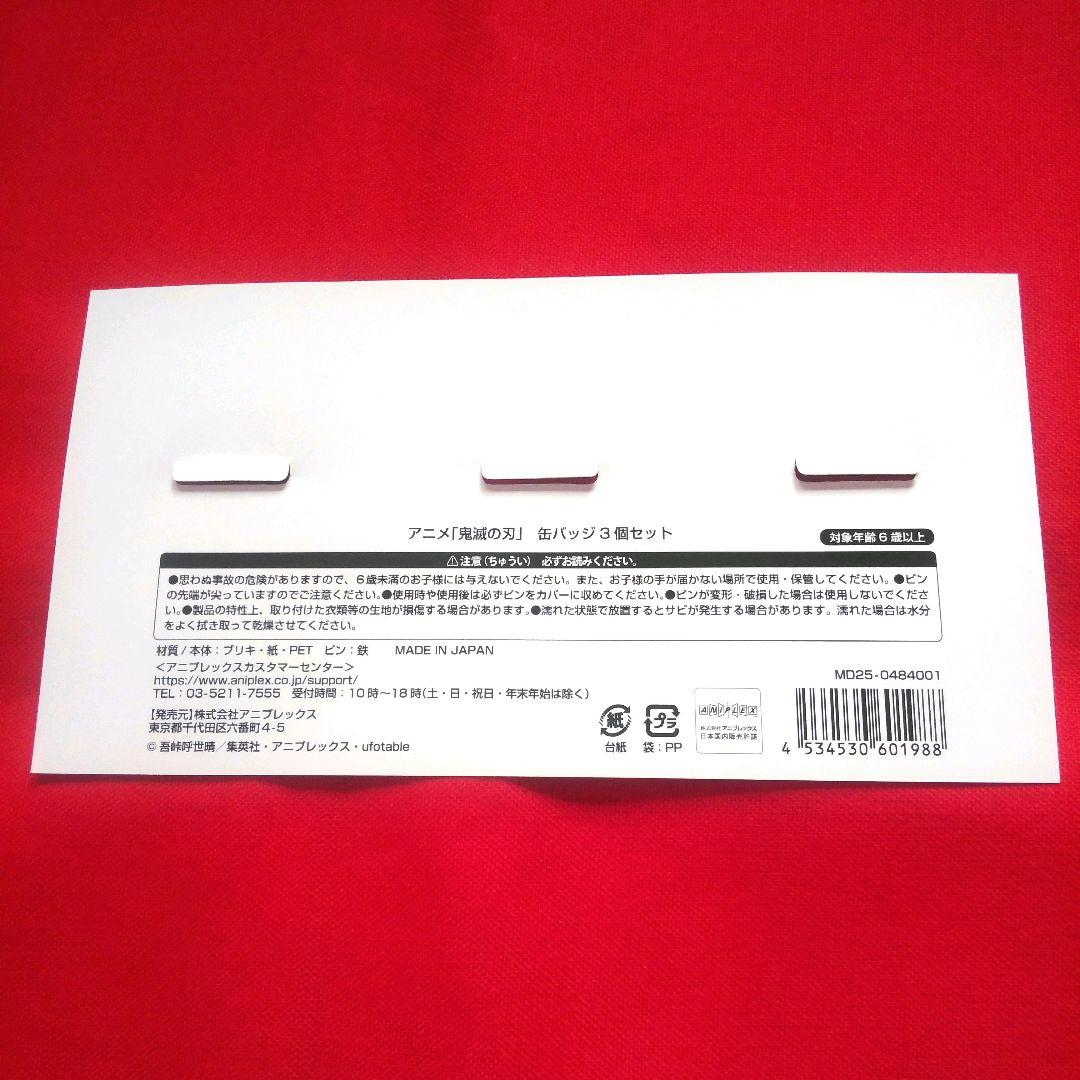 アニメ「鬼滅の刃」 缶バッジ3個セット
対象年齢6歳以上
⚠注意(ちゅうい) 必ずお読みください。
●思わぬ事故の危険がありますので、6歳未満のお子様には与えないでください。また、お子様の手が届かない場所で使用・保管してください。●ピン
の先端が尖っていますのでご注意ください。●使用時や使用後は必ずピンをカバーに収めてください。●ピンが変形・破損した場合は使用しないでくださ
い。●製品の特性上、取り付けた衣類等の生地が損傷する場合があります。●濡れた状態で放置するとサビが発生する場合があります。濡れた場合は水分
をよく拭き取って乾燥させてください。
材質/本体:ブリキ・紙・PET ピン:鉄 MADE IN JAPAN
<アニプレックスカスタマーセンター>
https://www.aniplex.co.jp/support/
TEL:03-5211-7555 受付時間:10時〜18時(土・日・祝日・年末年始は除く)
【発売元】株式会社アニプレックス
東京都千代田区六番町4-5
© 吾峠呼世晴/集英社・アニプレックス・ufotable
紙
台紙
プラ
袋:PP
ANIPLEX
株式会社アニプレックス
日本国内販売許諾
MD25-0484001
4 534530 601988